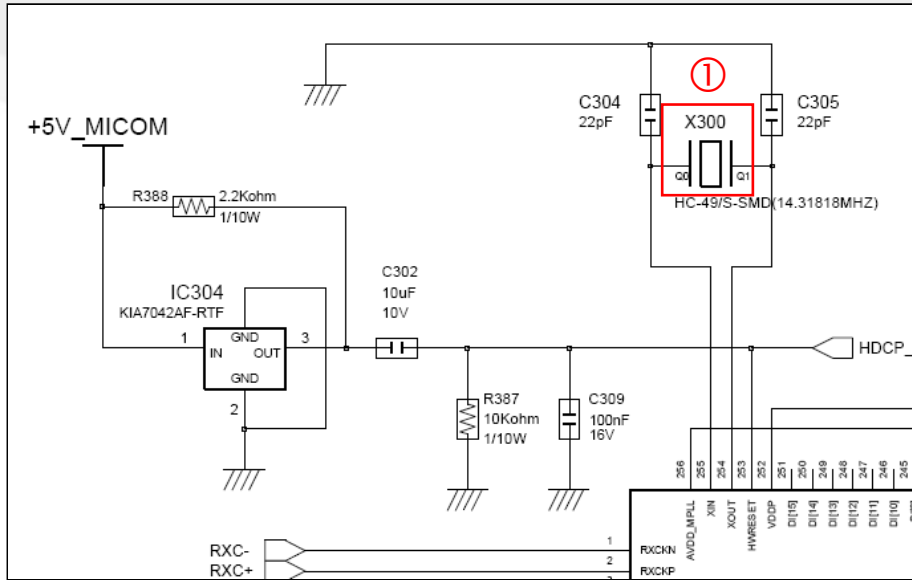 ①
C304
22pF
X300
C305
22pF
Q0
Q1
HC-49/S-SMD(14.31818MHZ)
+5V_MICOM
R388
2.2Kohm
1/10W
IC304
KIA7042AF-RTF
C302
10uF
10V
1
IN
GND
OUT
3
GND
2
HDCP_
R387
10Kohm
1/10W
C309
100nF
16V
256
255
254
253
252
251
250
249
248
247
246
245
AVDD_MPLL
XIN
XOUT
HWRESET
VDDP
DI[15]
DI[14]
DI[13]
DI[12]
DI[11]
DI[10]
RXC-
1
RXCKN
RXC+
2
RXCKP